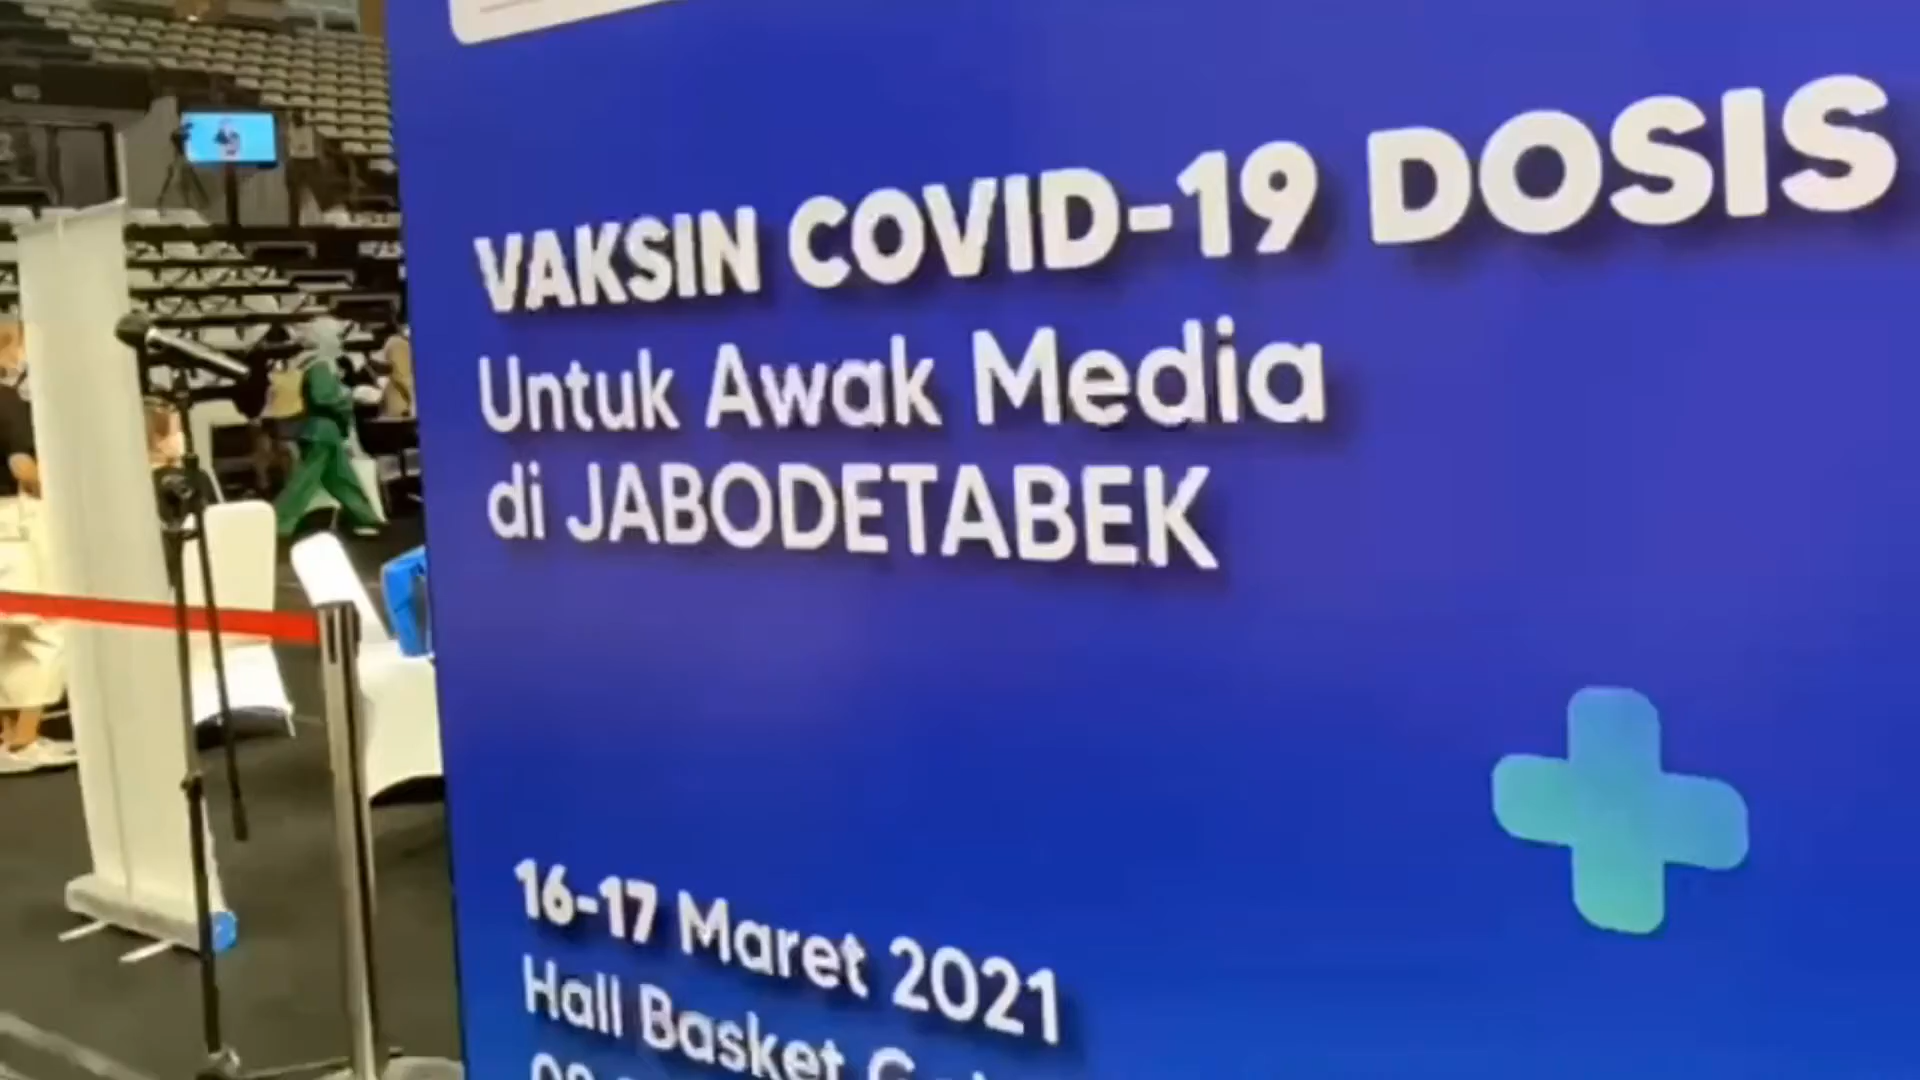 VAKSIN COVID-19 DOSIS
Untuk Awak Media
di JABODETABEK
16-17 Maret 2021
Hall Basket